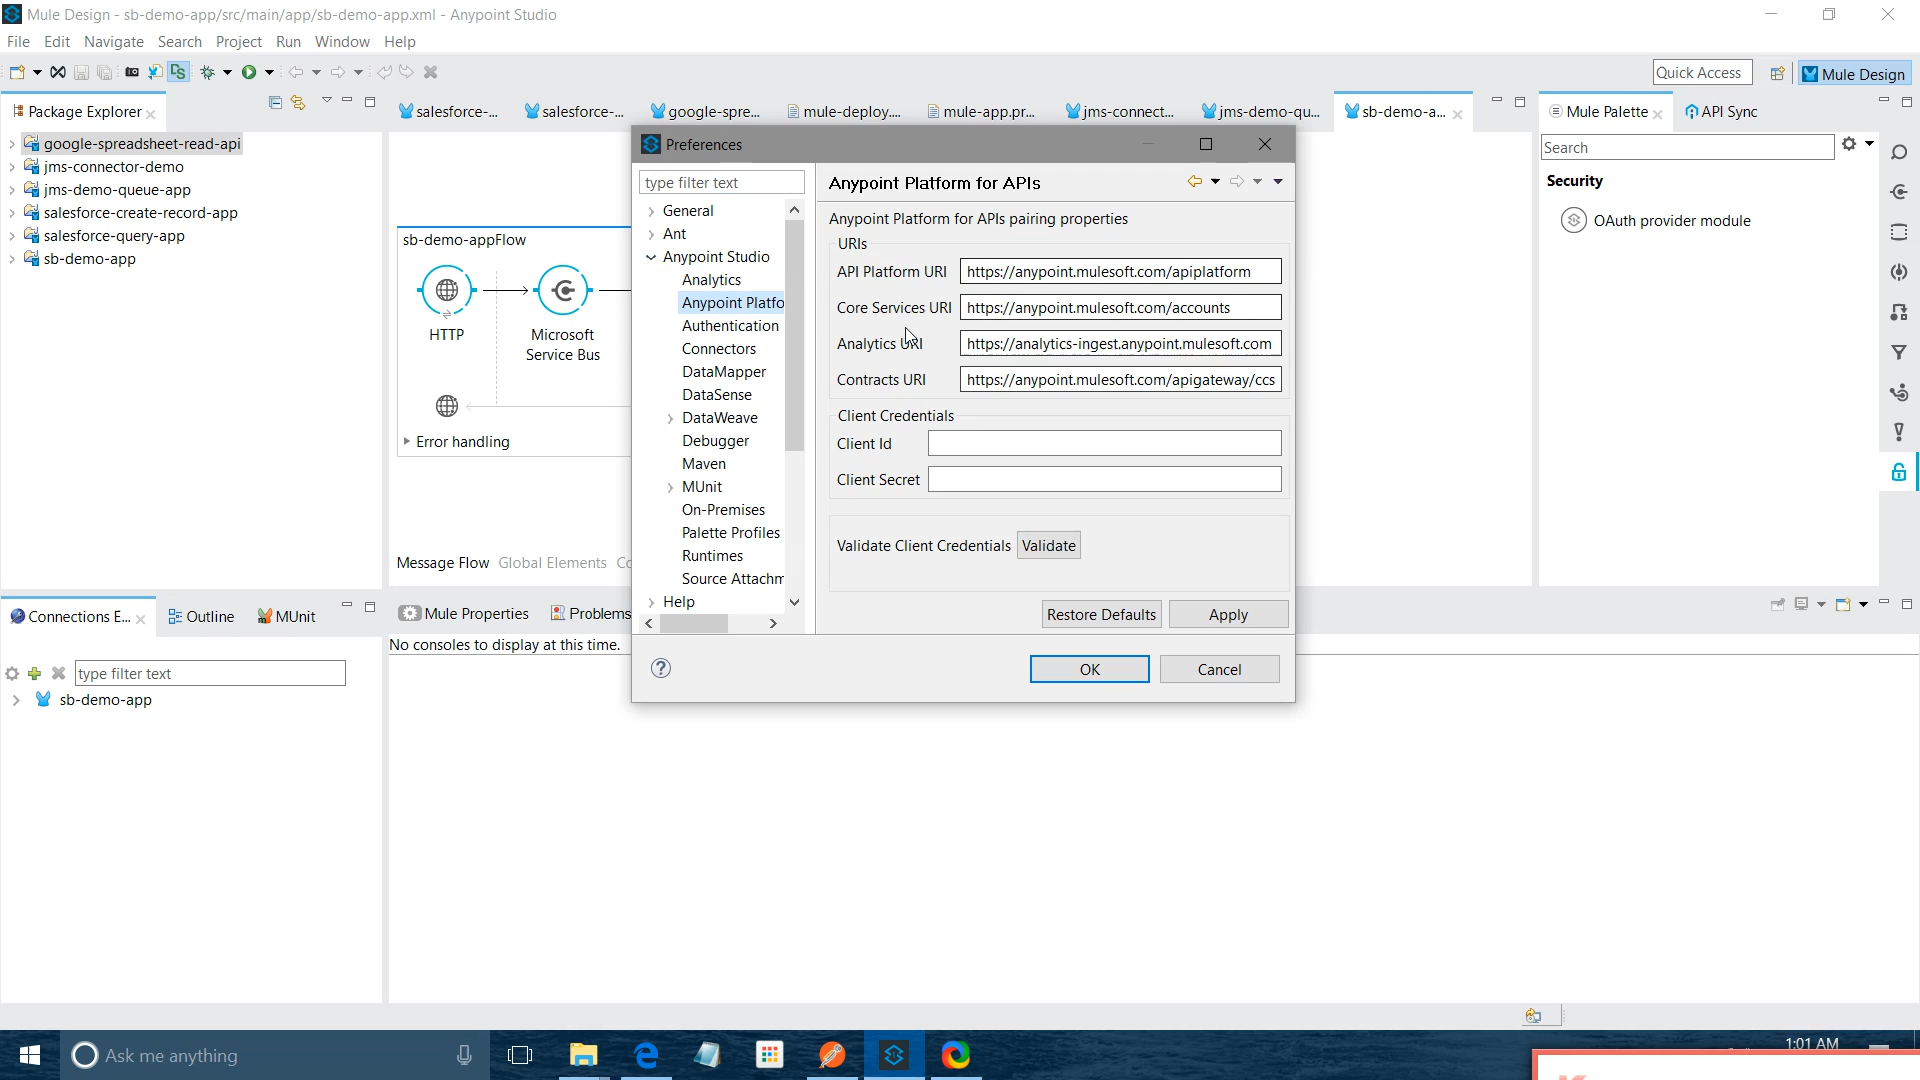 Mule Design - sb-demo-app/src/main/app/sb-demo-app.xml - Anypoint Studio
File Edit Navigate Search Project Run Window Help
Quick Access
Mule Design
Package Explorer
salesforce-...
salesforce-...
google-spre...
mule-deploy....
mule-app.pr...
jms-connect...
jms-demo-qu...
sb-demo-a...
Mule Palette
API Sync
google-spreadsheet-read-api
jms-connector-demo
jms-demo-queue-app
salesforce-create-record-app
salesforce-query-app
sb-demo-app
sb-demo-appFlow
HTTP
Microsoft
Service Bus
Error handling
Message Flow Global Elements Co
Preferences
type filter text
General
Ant
Anypoint Studio
Analytics
Anypoint Platfo
Authentication
Connectors
DataMapper
DataSense
DataWeave
Debugger
Maven
MUnit
On-Premises
Palette Profiles
Runtimes
Source Attachm
Help
Anypoint Platform for APIs
Anypoint Platform for APIs pairing properties
URIs
API Platform URI https://anypoint.mulesoft.com/apiplatform
Core Services URI https://anypoint.mulesoft.com/accounts
Analytics URI https://analytics-ingest.anypoint.mulesoft.com
Contracts URI https://anypoint.mulesoft.com/apigateway/ccs
Client Credentials
Client Id
Client Secret
Validate Client Credentials Validate
Restore Defaults Apply
OK Cancel
Search
Security
OAuth provider module
Connections E...
Outline
MUnit
type filter text
sb-demo-app
Mule Properties
Problems
No consoles to display at this time.
Ask me anything
1:01 AM